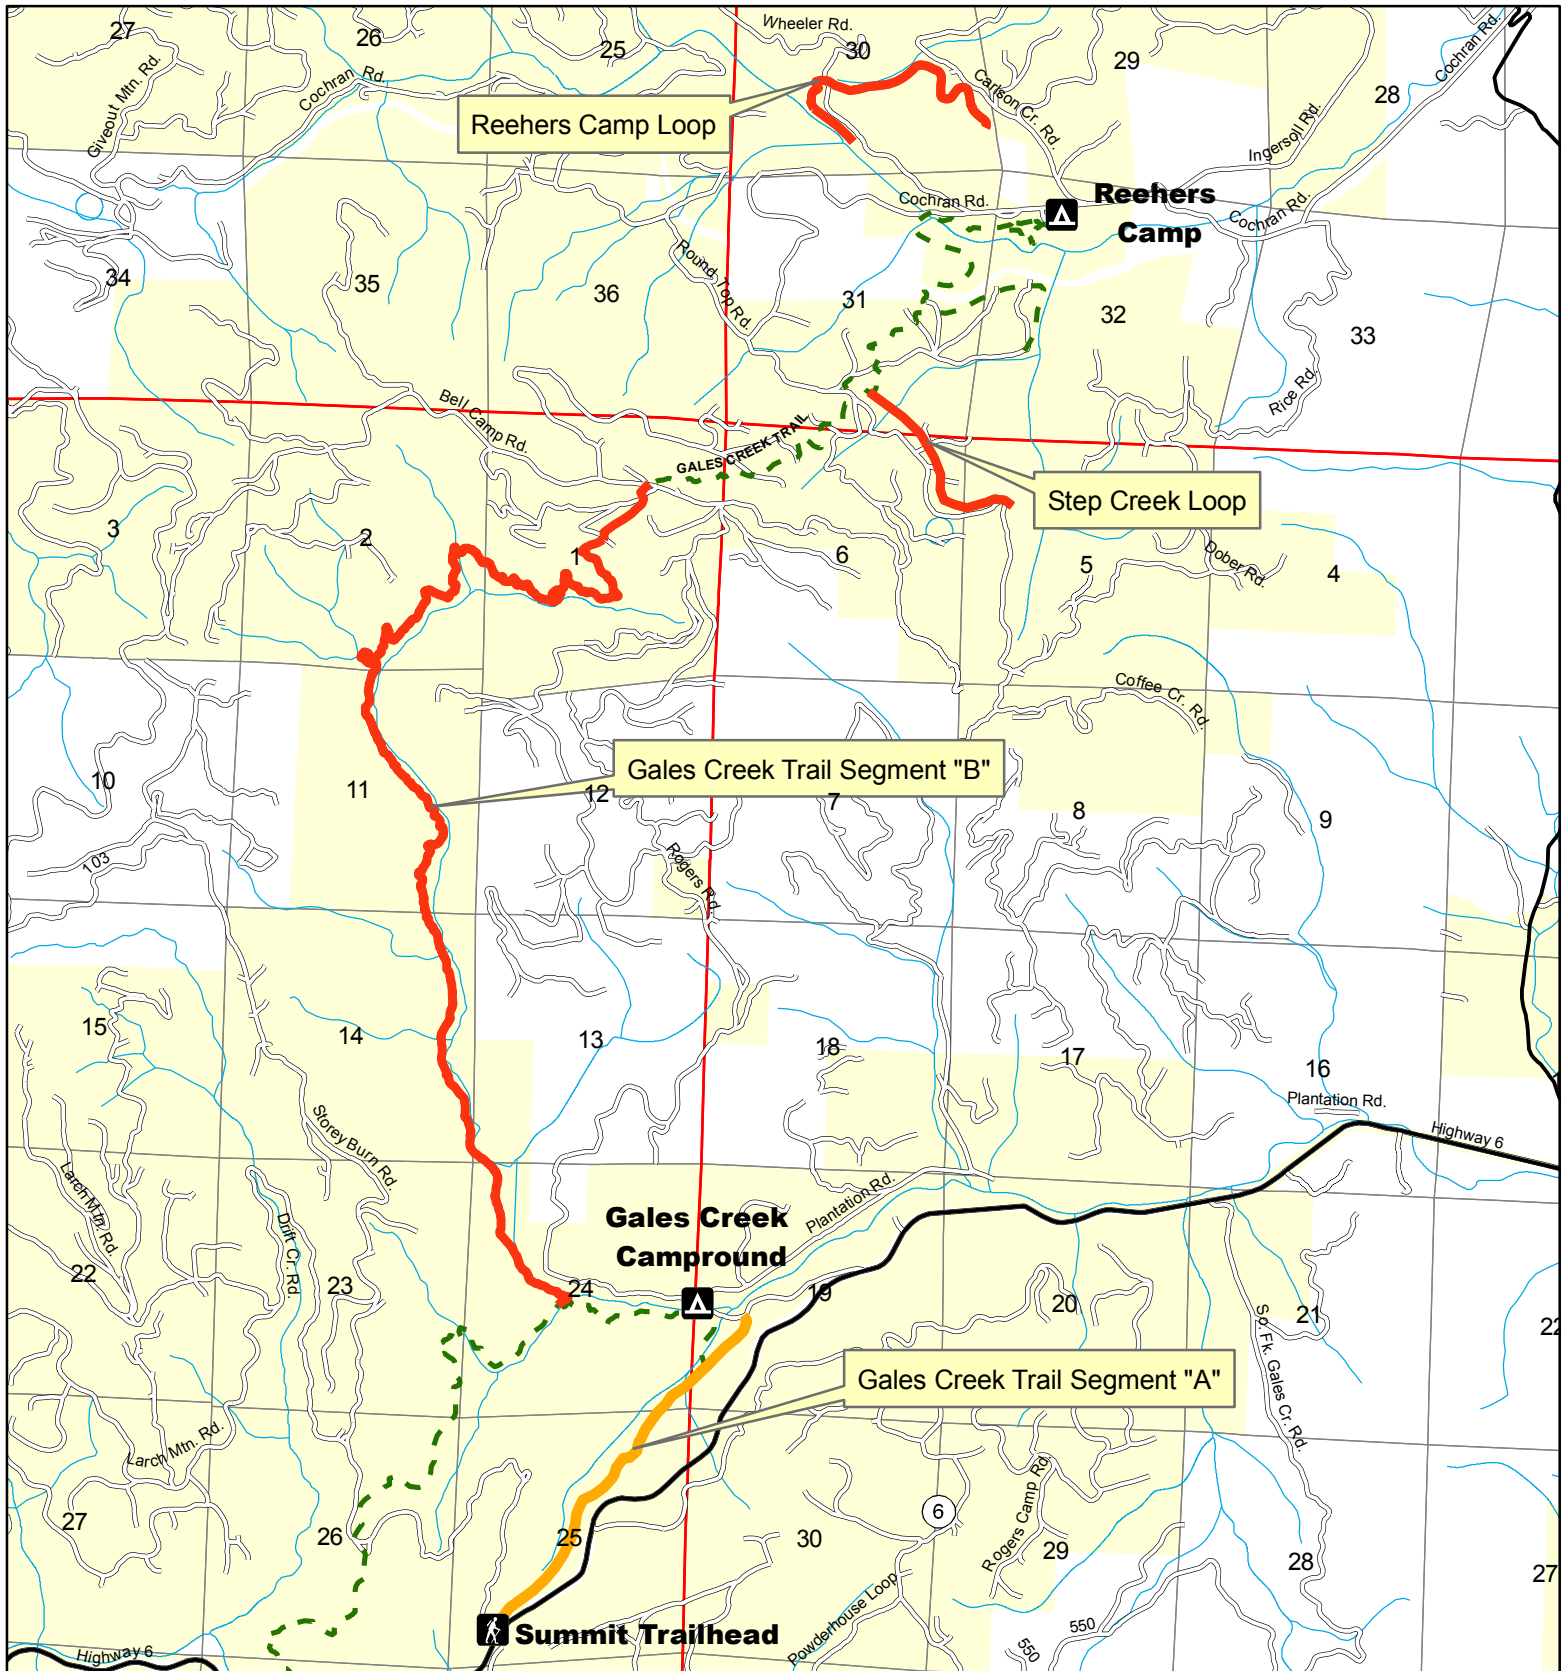 Wheeler Rd.
27
26
25
30
29
28
Cochran Rd.
Giveout Mtn. Rd.
Cochran Rd.
Carlson Cr. Rd.
Reehers Camp Loop
Ingersoll Rd.
Reehers
Camp
Cochran Rd.
Cochran Rd.
34
35
36
Round Top Rd.
31
32
33
Rice Rd.
Bell Camp Rd.
GALES CREEK TRAIL
Step Creek Loop
3
2
1
6
5
4
Dober Rd.
Coffee Cr. Rd.
Gales Creek Trail Segment "B"
10
11
12
7
8
9
103
Rogers Rd.
15
14
13
18
17
16
Plantation Rd.
Highway 6
Storey Burn Rd.
Larch Mtn. Rd.
Drift Cr. Rd
Plantation Rd.
Gales Creek
Campround
22
23
24
19
20
21
22
So. Fk. Gales Cr. Rd.
Gales Creek Trail Segment "A"
Larch Mtn. Rd.
Rogers Camp Rd.
6
27
26
25
30
29
28
27
Powderhouse Loop
Summit Trailhead
550
550
Highway 6